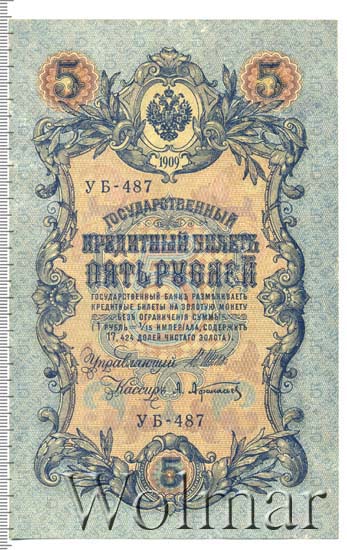 5 5
1909
УБ-487
ГОСУДАРСТВЕННЫЙ
КРЕДИТНЫЙ БИЛЕТЪ
ПЯТЬ РУБЛЕЙ
ГОСУДАРСТВЕННЫЙ БАНКЪ РАЗМѢНИВАЕТЪ
КРЕДИТНЫЕ БИЛЕТЫ НА ЗОЛОТУЮ МОНЕТУ
БЕЗЪ ОГРАНИЧЕНІЯ СУММЫ
(1 РУБЛЬ = 1/15 ИМПЕРІАЛА, СОДЕРЖИТЪ
17,424 ДОЛЕЙ ЧИСТАГО ЗОЛОТА).
Управляющій
Кассиръ
УБ-487
5
Wolmar